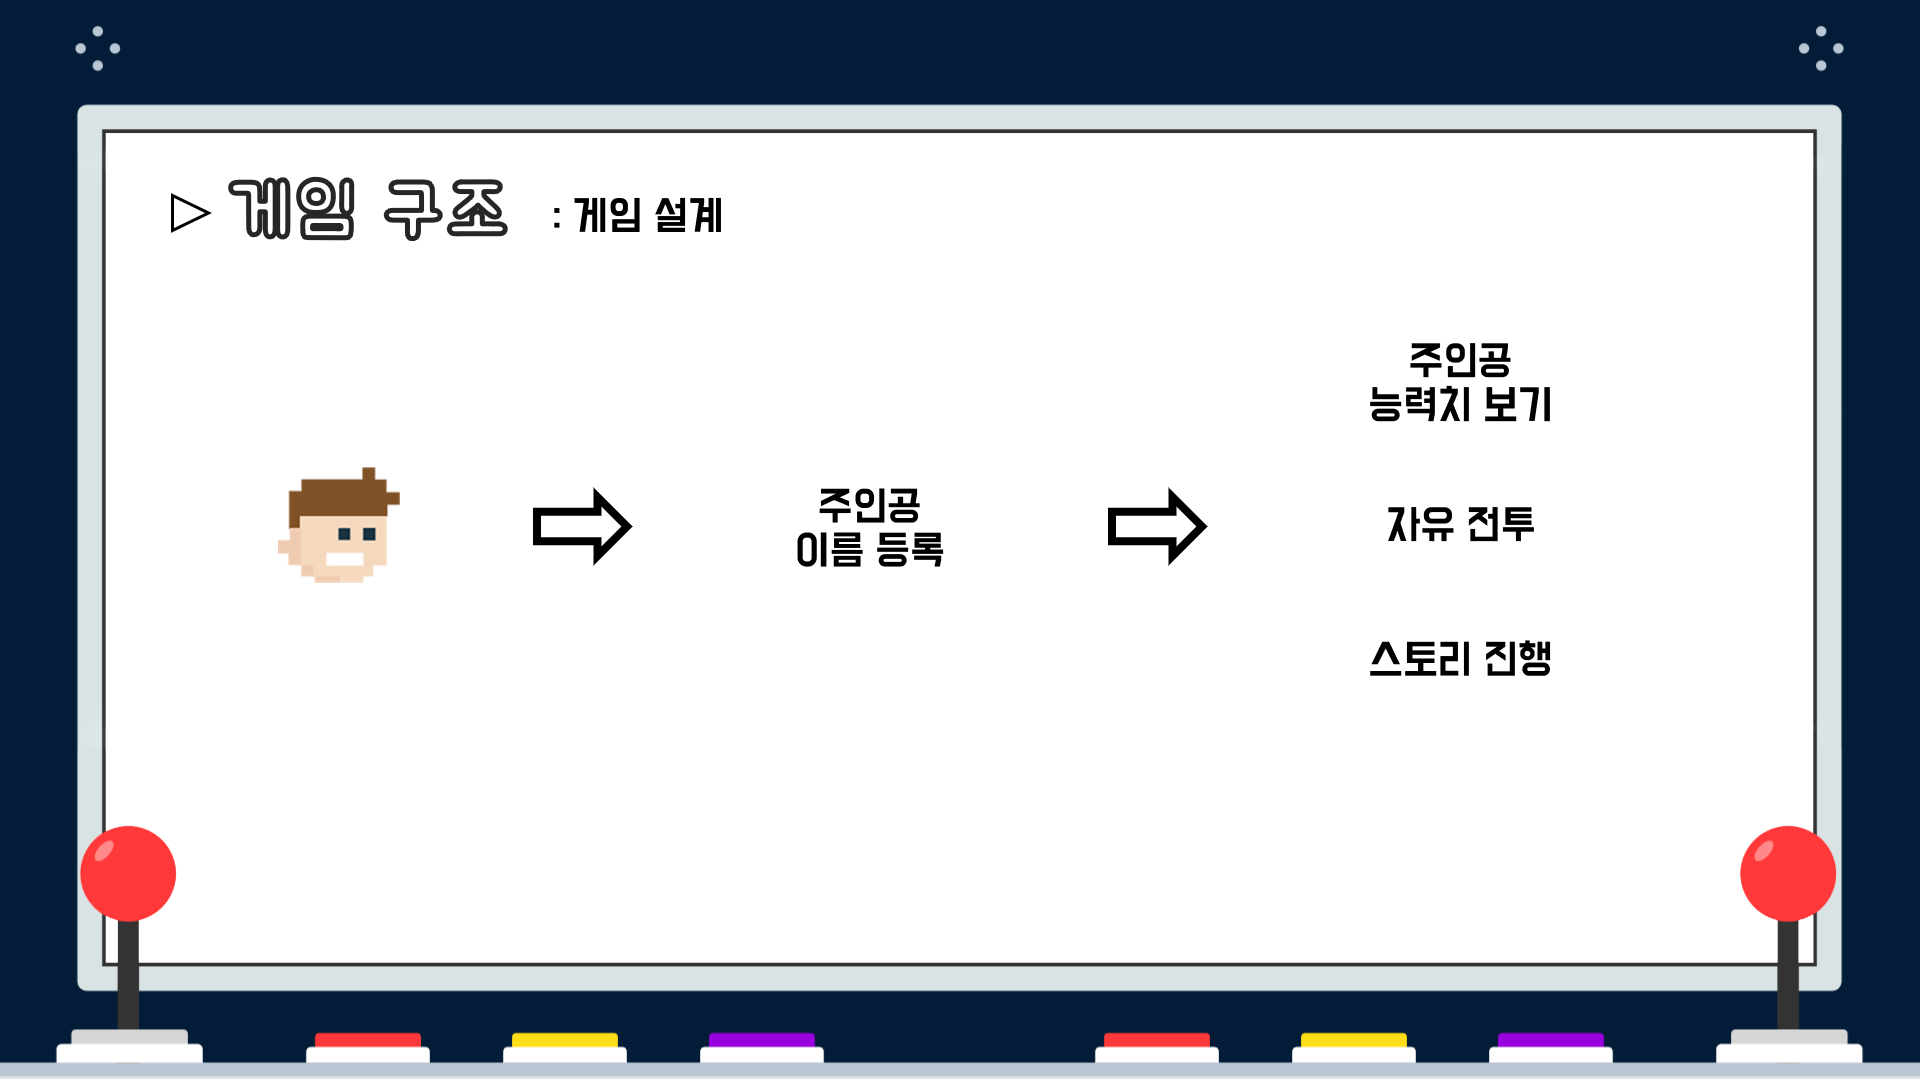 게임 구조 : 게임 설계
주인공
이름 등록
주인공
능력치 보기
자유 전투
스토리 진행